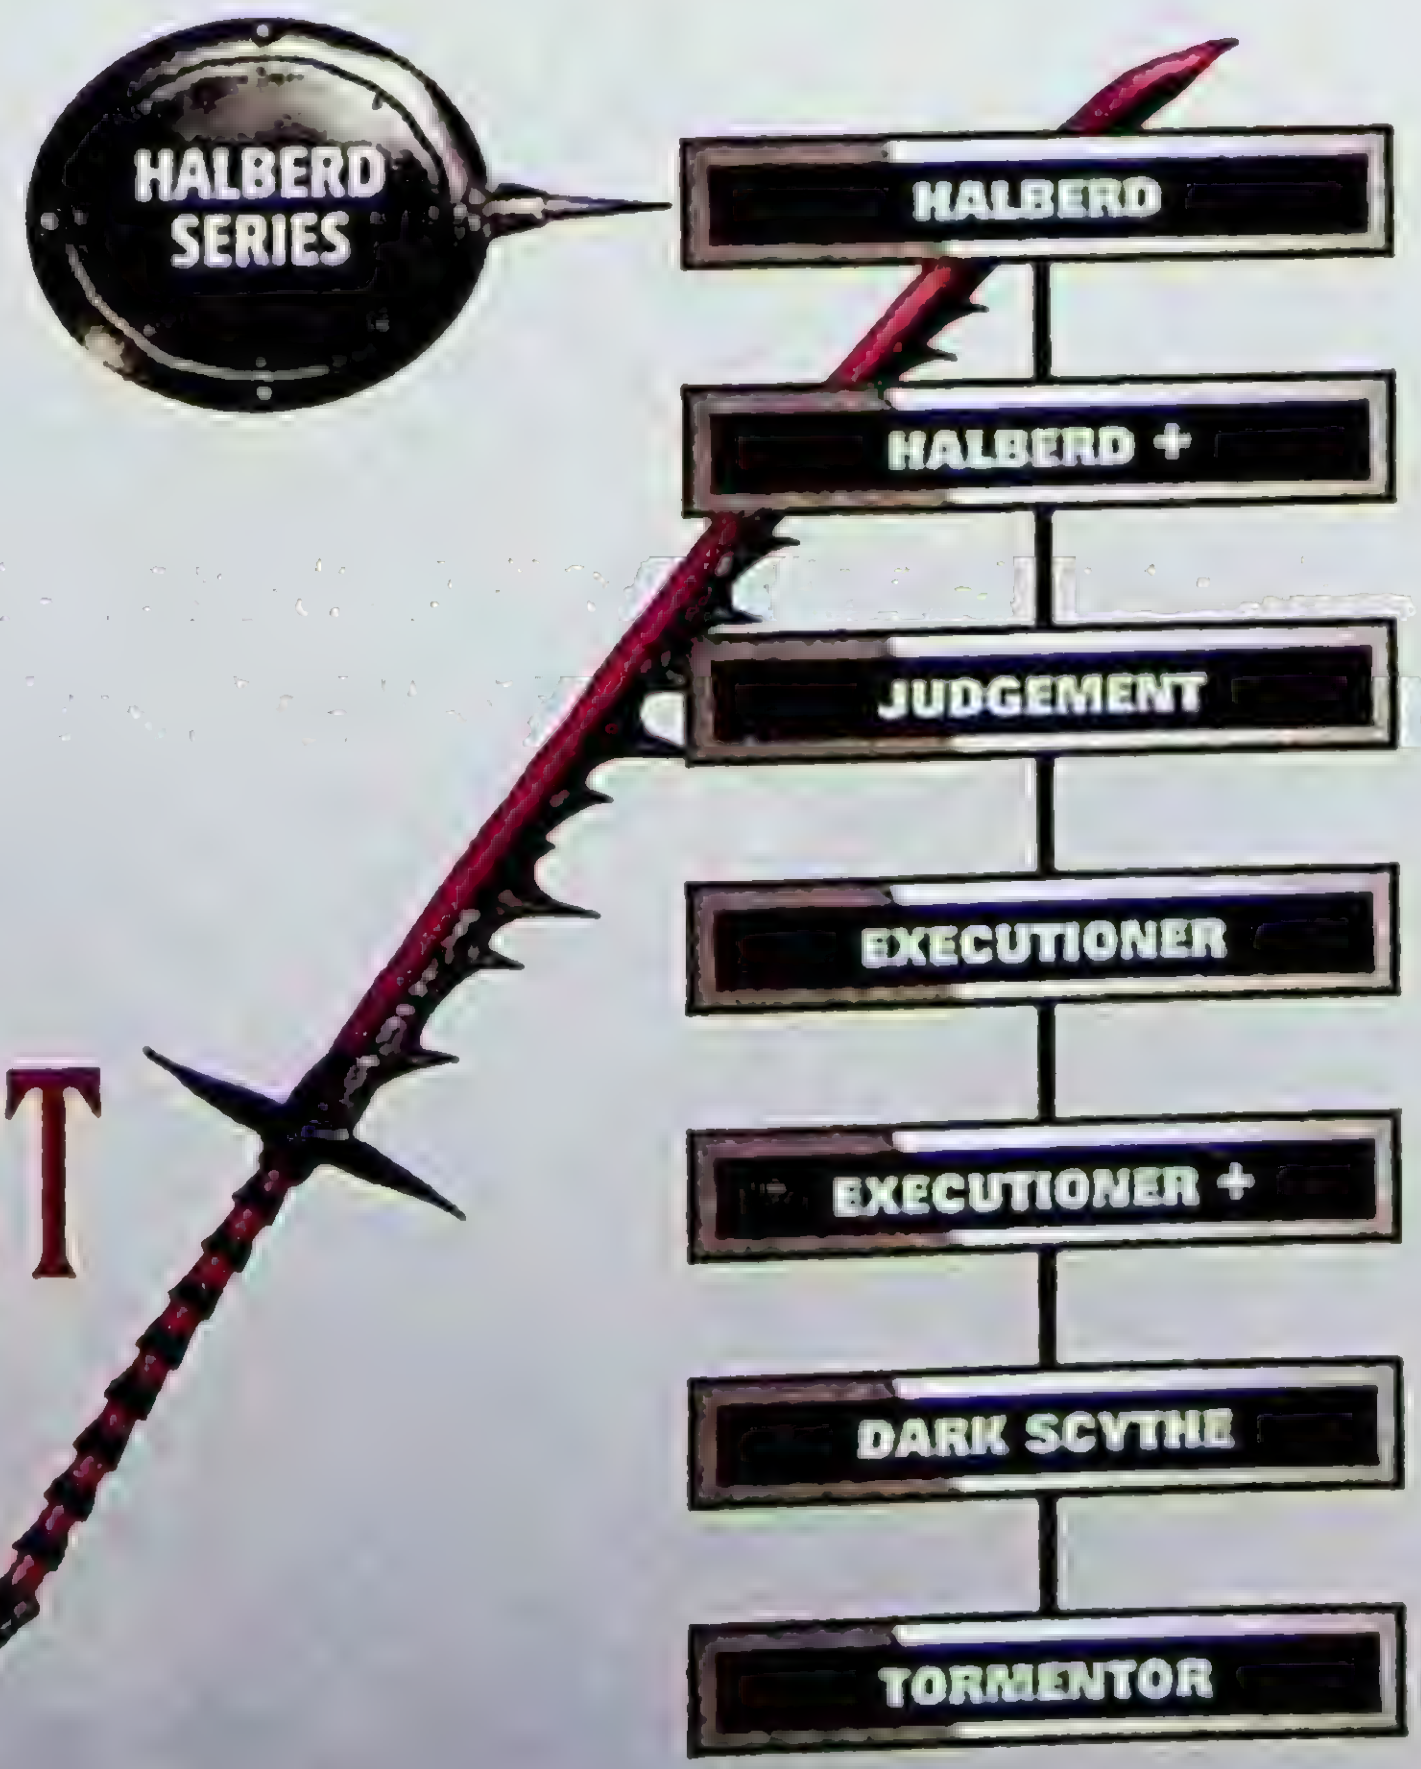 HALBERD
SERIES
HALBERD
HALBERD +
JUDGEMENT
EXECUTIONER
EXECUTIONER +
DARK SCYTHE
TORMENTOR
T